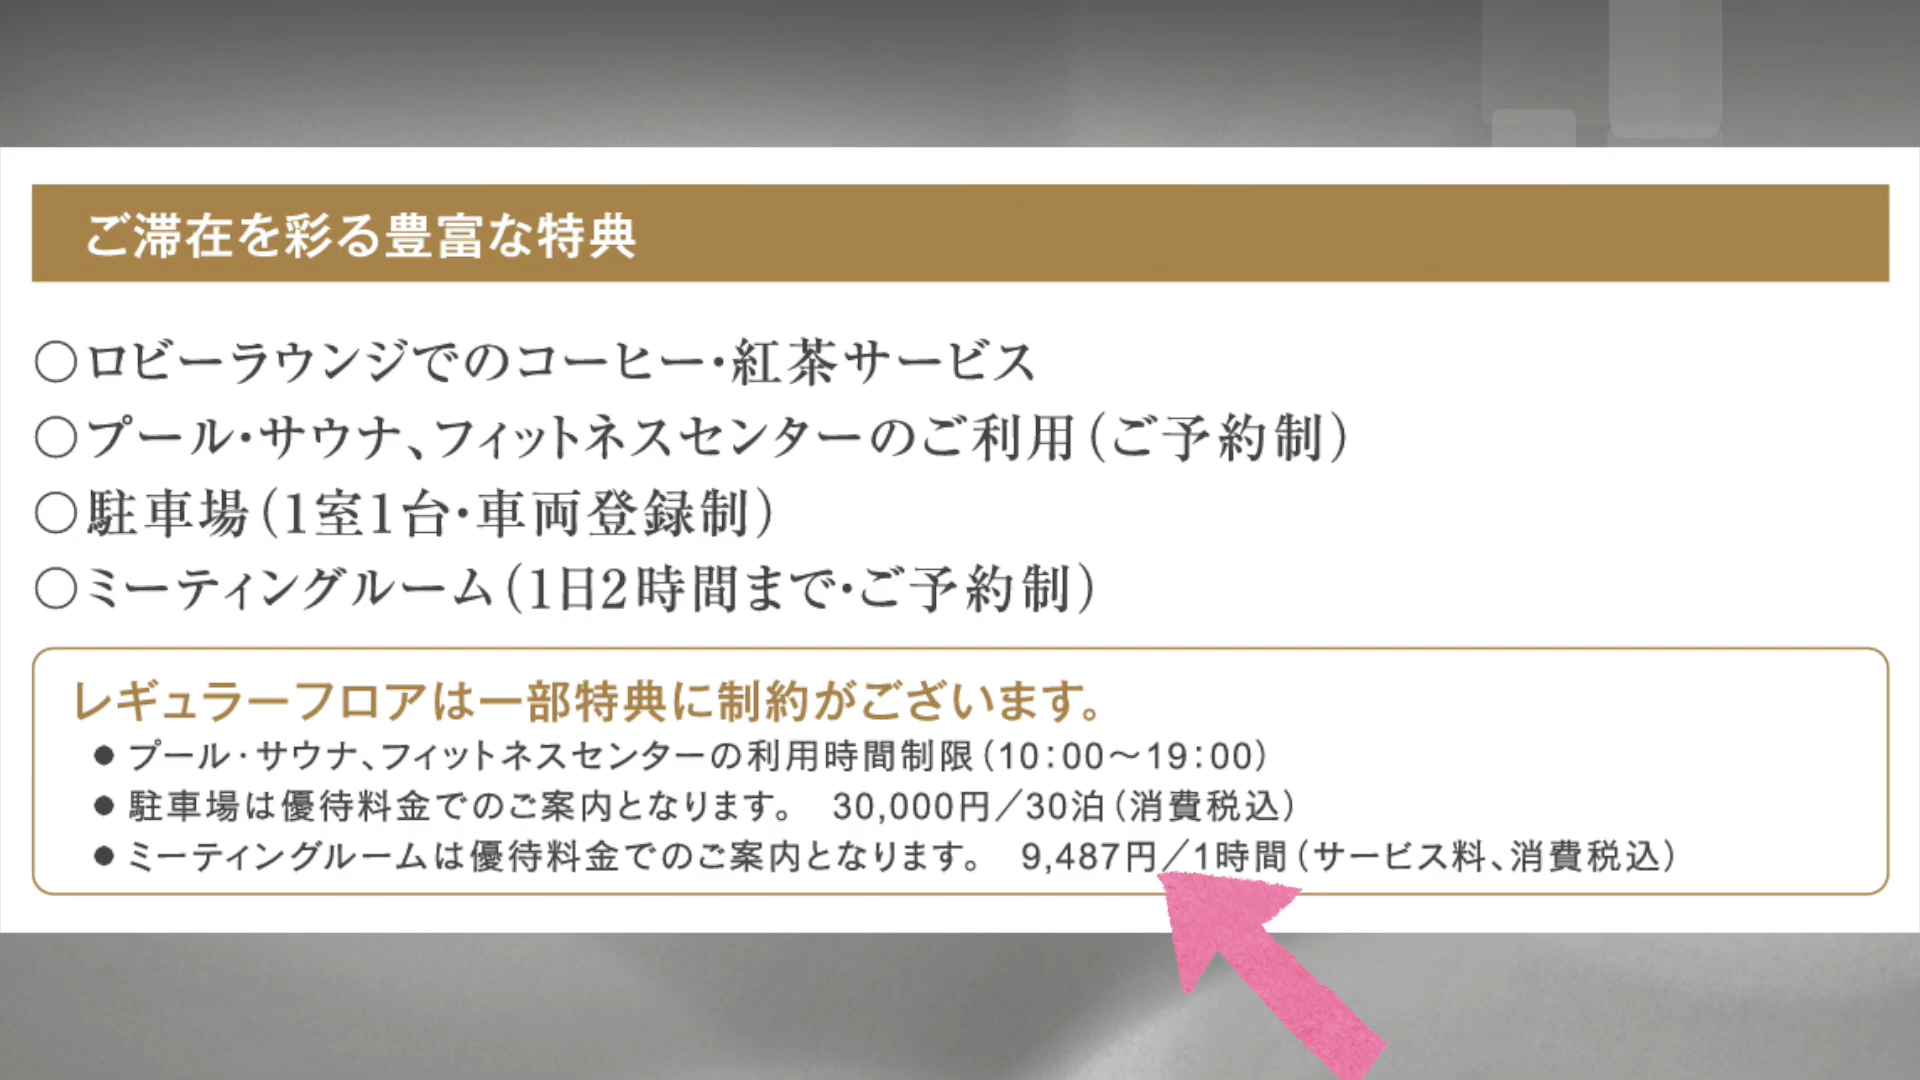 ご滞在を彩る豊富な特典
○ロビーラウンジでのコーヒー・紅茶サービス
○プール・サウナ、フィットネスセンターのご利用(ご予約制)
○駐車場(1室1台・車両登録制)
○ミーティングルーム(1日2時間まで・ご予約制)
レギュラーフロアは一部特典に制約がございます。
● プール・サウナ、フィットネスセンターの利用時間制限(10:00〜19:00)
● 駐車場は優待料金でのご案内となります。 30,000円/30泊(消費税込)
● ミーティングルームは優待料金でのご案内となります。 9,487円/1時間(サービス料、消費税込)